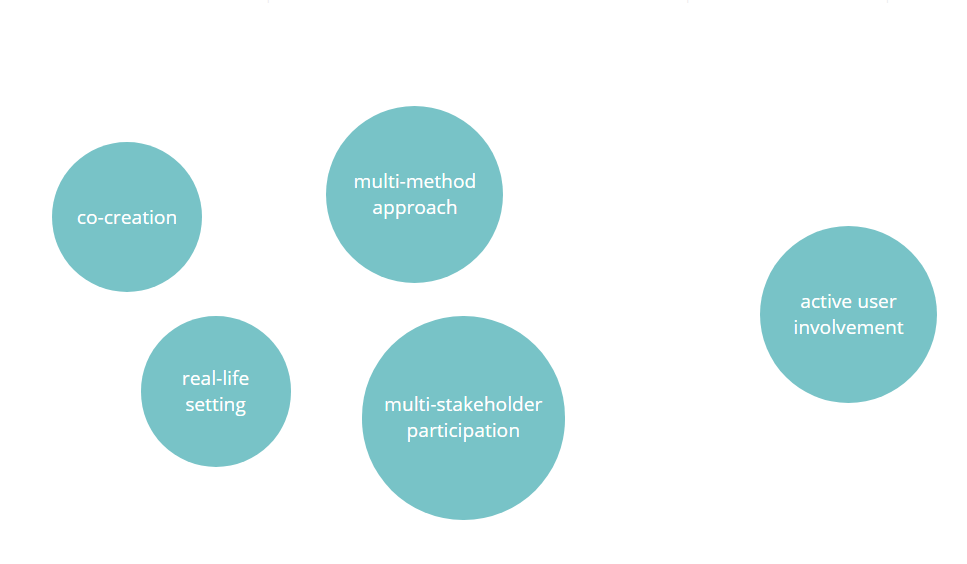 co-creation
multi-method
approach
active user
involvement
real-life
setting
multi-stakeholder
participation